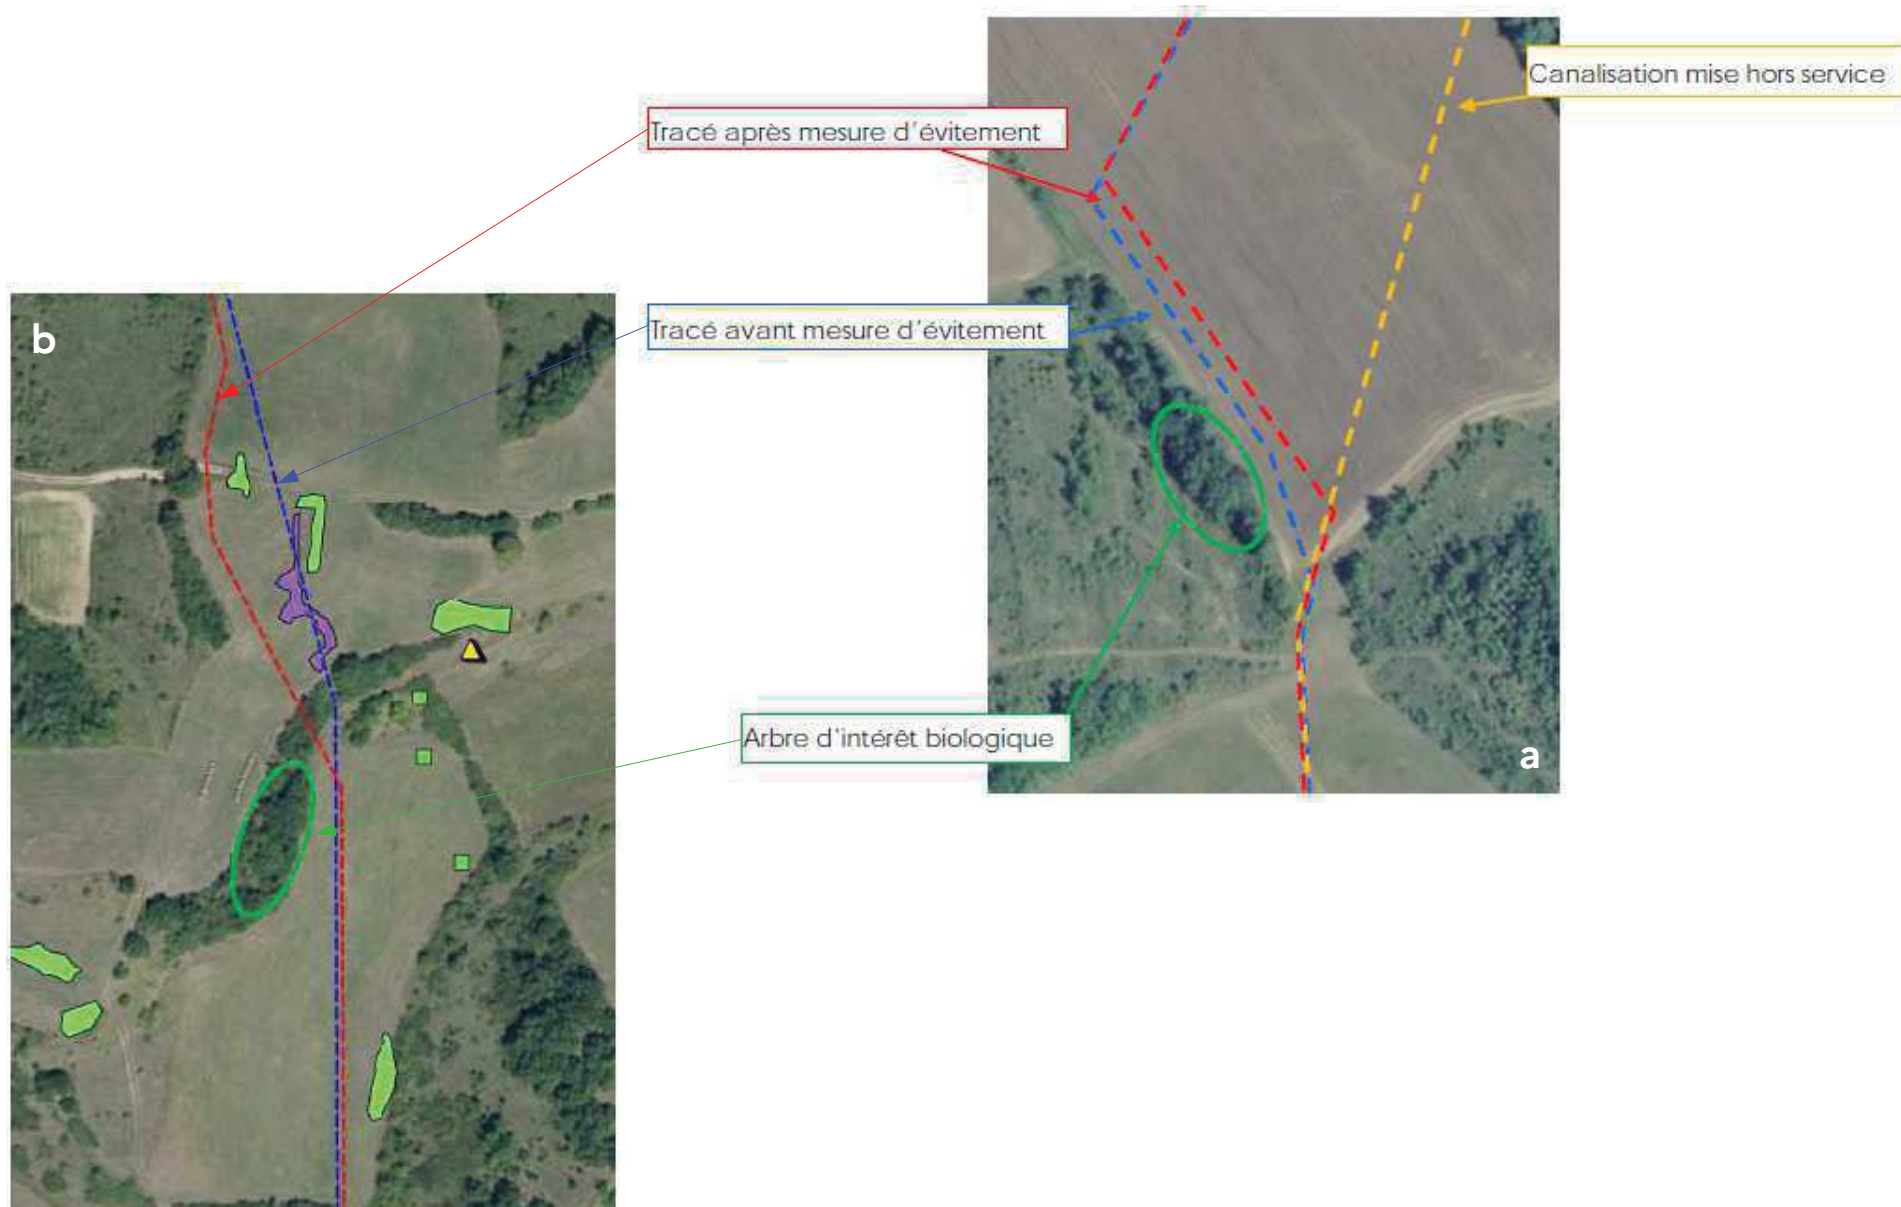 Canalisation mise hors service
Tracé après mesure d'évitement
Tracé avant mesure d'évitement
b
Arbre d'intérêt biologique
a